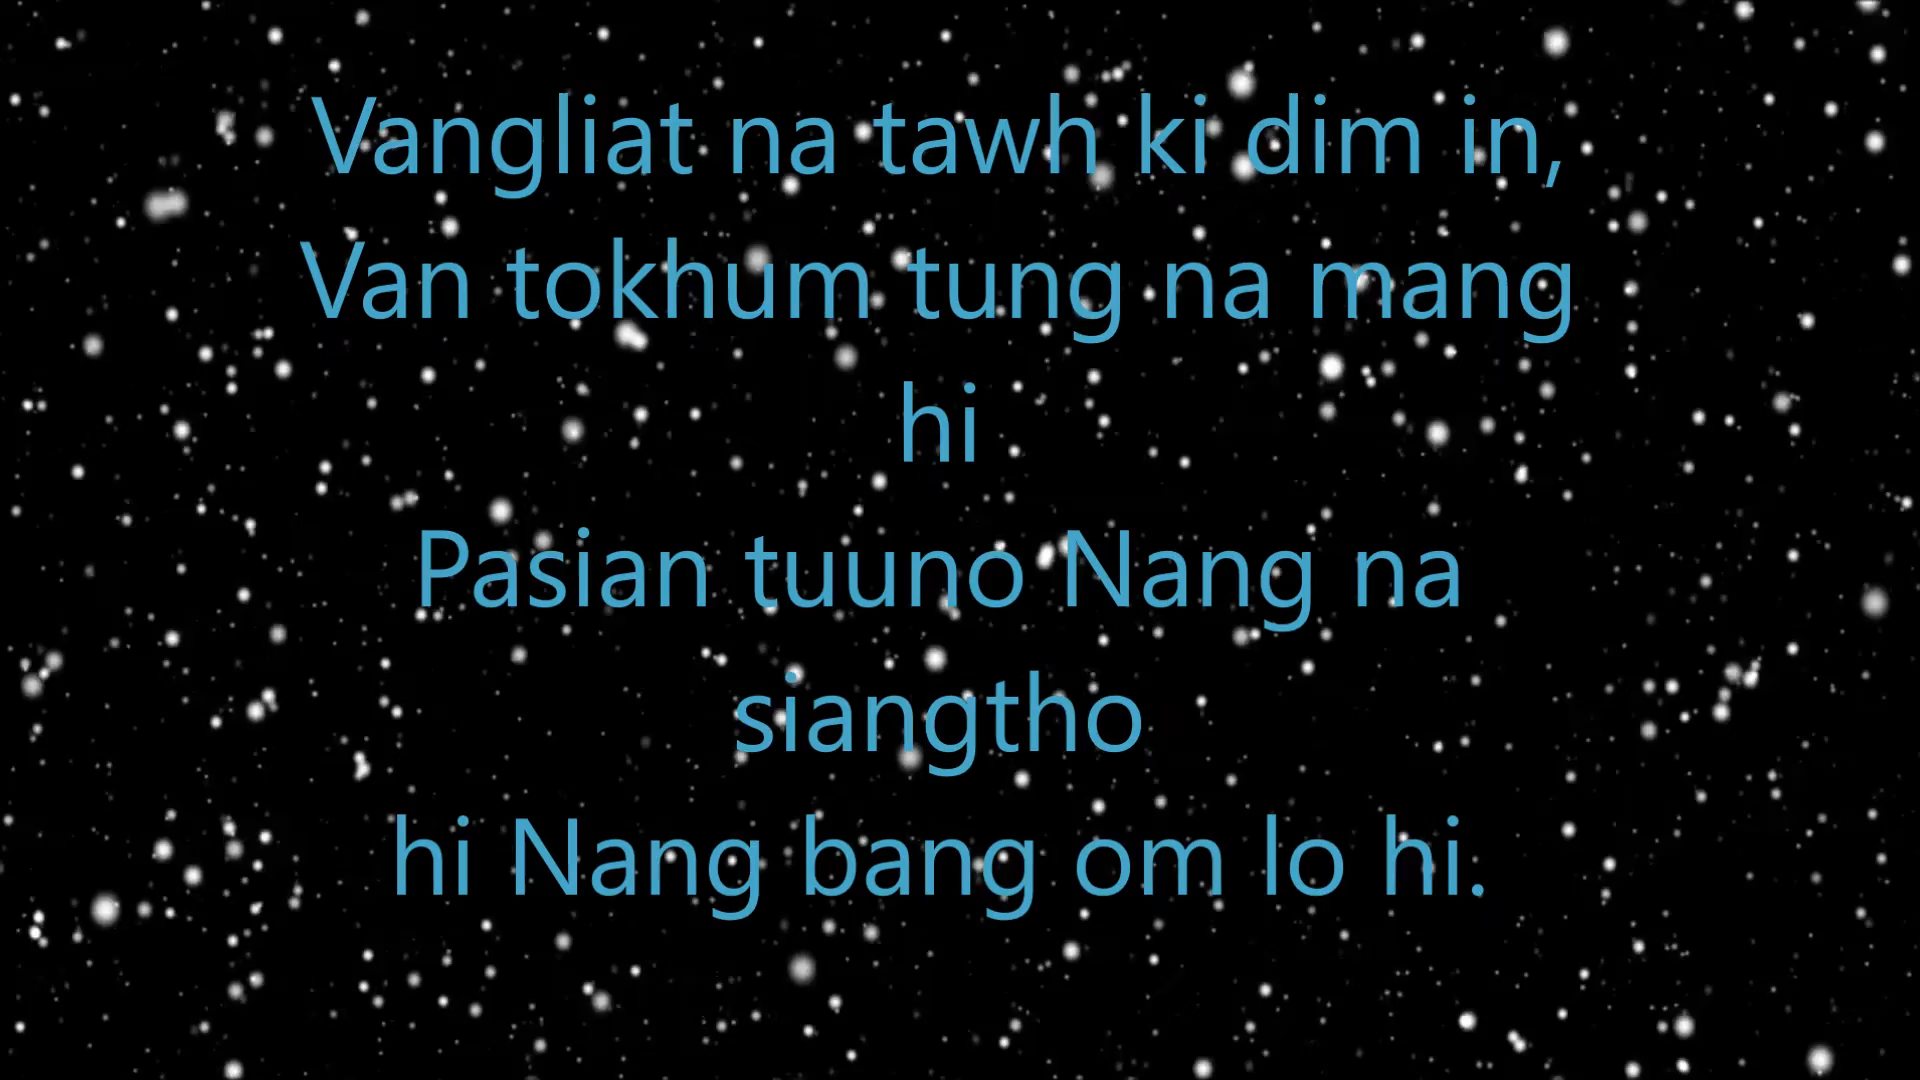 Vangliat na tawh ki dim in,
Van tokhum tung na mang
hi
Pasian tuuno Nang na
siangtho
hi Nang bang om lo hi.